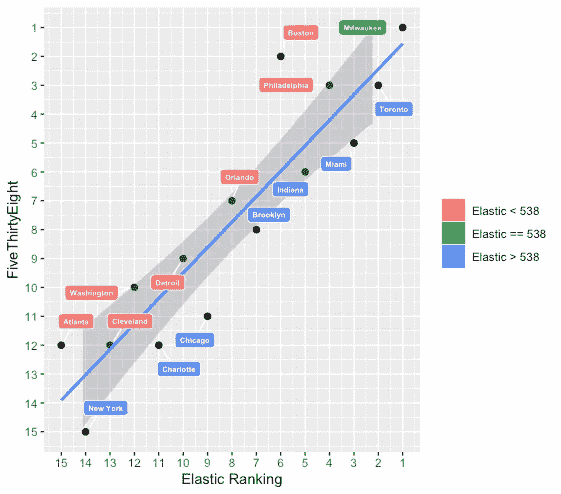 FiveThirtyEight
1
2
3
4
5
6
7
8
9
10
11
12
13
14
15
Boston
Milwaukee
Philadelphia
Toronto
Miami
Orlando
Indiana
Brooklyn
Detroit
Washington
Atlanta
Cleveland
Chicago
Charlotte
New York
15 14 13 12 11 10 9 8 7 6 5 4 3 2 1
Elastic Ranking
Elastic < 538
Elastic == 538
Elastic > 538